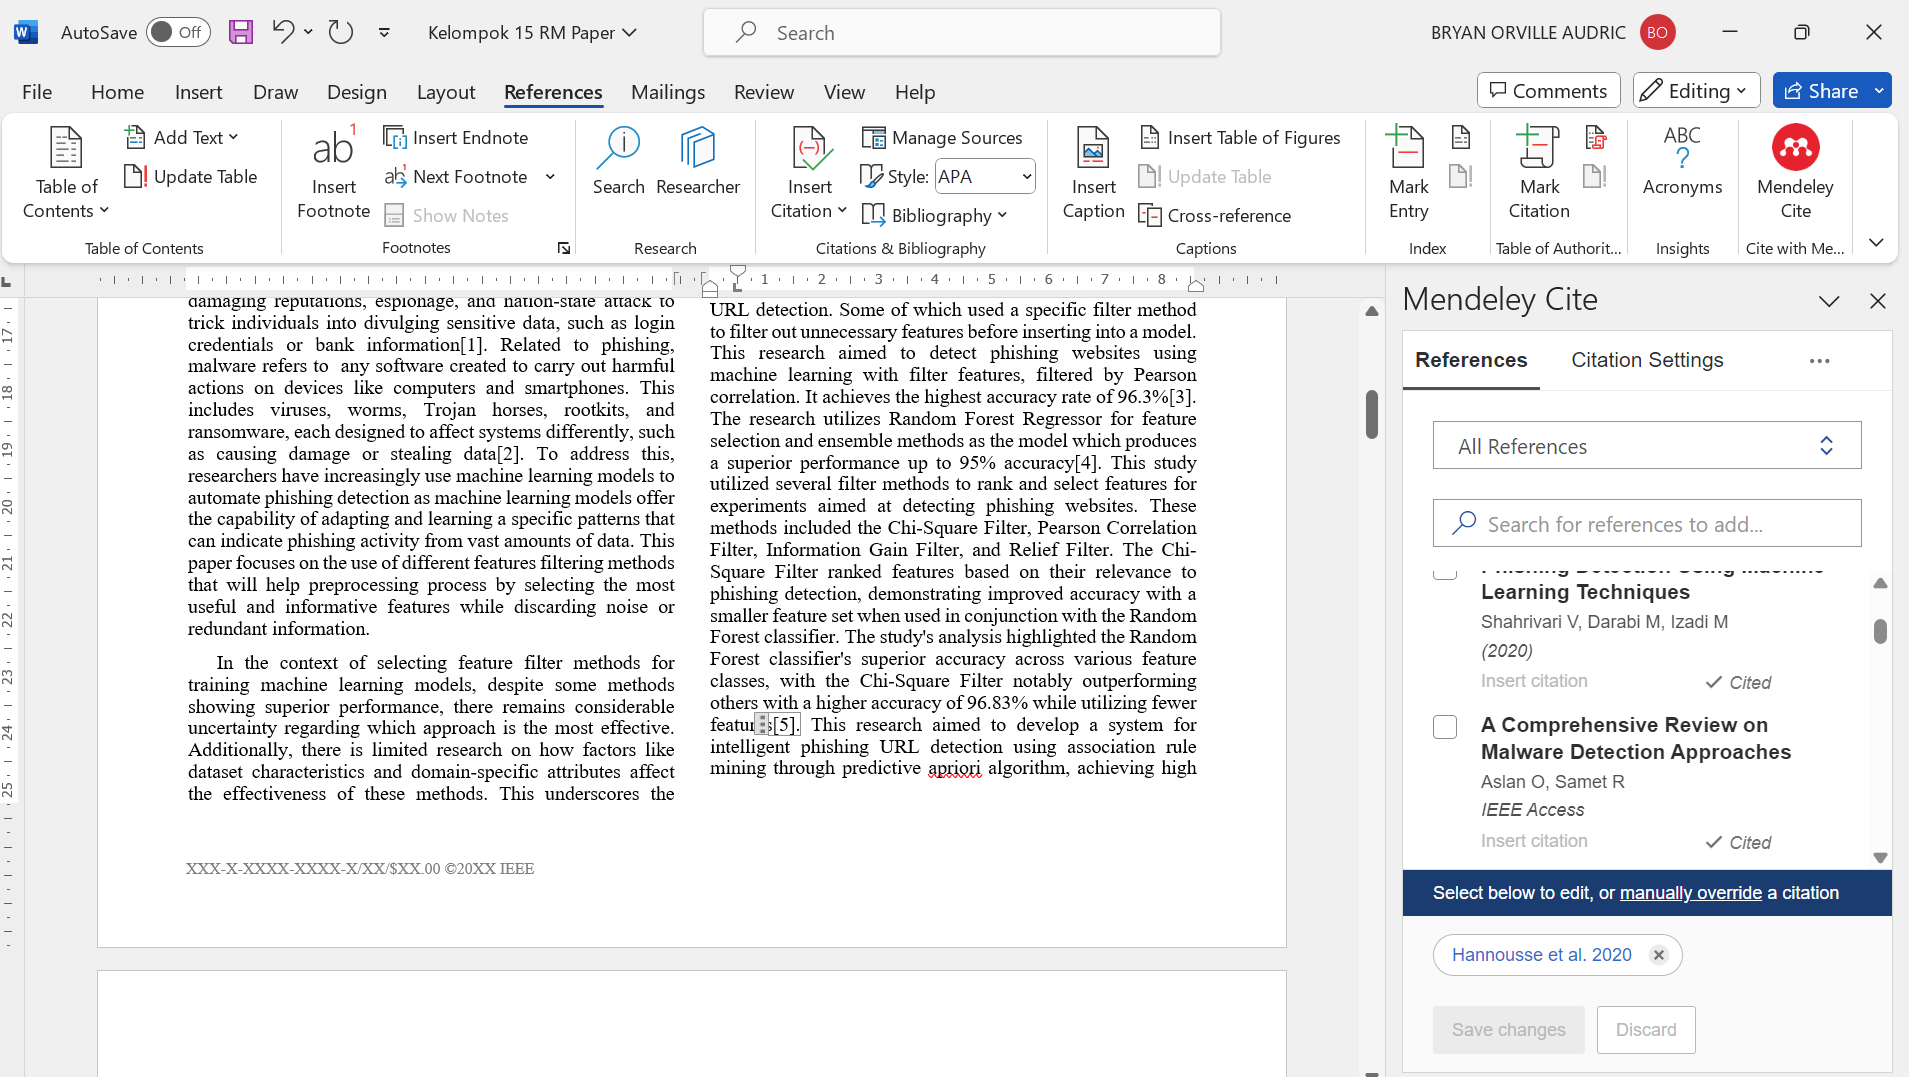 AutoSave Off
Kelompok 15 RM Paper
Search
BRYAN ORVILLE AUDRIC BO
File Home Insert Draw Design Layout References Mailings Review View Help
Comments Editing Share
Table of Contents
Add Text
Update Table
Table of Contents
ab1
Insert Footnote
Insert Endnote
Next Footnote
Show Notes
Footnotes
Search
Researcher
Research
Insert Citation
Manage Sources
Style: APA
Bibliography
Citations & Bibliography
Insert Caption
Insert Table of Figures
Update Table
Cross-reference
Captions
Mark Entry
Index
Mark Citation
Table of Authorit...
ABC
?
Acronyms
Insights
Mendeley Cite
Cite with Me...
1 2 3 4 5 6 7 8
17
18
19
20
21
22
23
24
25
damaging reputations, espionage, and nation-state attack to
trick individuals into divulging sensitive data, such as login
credentials or bank information[1]. Related to phishing,
malware refers to any software created to carry out harmful
actions on devices like computers and smartphones. This
includes viruses, worms, Trojan horses, rootkits, and
ransomware, each designed to affect systems differently, such
as causing damage or stealing data[2]. To address this,
researchers have increasingly use machine learning models to
automate phishing detection as machine learning models offer
the capability of adapting and learning a specific patterns that
can indicate phishing activity from vast amounts of data. This
paper focuses on the use of different features filtering methods
that will help preprocessing process by selecting the most
useful and informative features while discarding noise or
redundant information.
In the context of selecting feature filter methods for
training machine learning models, despite some methods
showing superior performance, there remains considerable
uncertainty regarding which approach is the most effective.
Additionally, there is limited research on how factors like
dataset characteristics and domain-specific attributes affect
the effectiveness of these methods. This underscores the
XXX-X-XXXX-XXXX-X/XX/$XX.00 ©20XX IEEE
URL detection. Some of which used a specific filter method
to filter out unnecessary features before inserting into a model.
This research aimed to detect phishing websites using
machine learning with filter features, filtered by Pearson
correlation. It achieves the highest accuracy rate of 96.3%[3].
The research utilizes Random Forest Regressor for feature
selection and ensemble methods as the model which produces
a superior performance up to 95% accuracy[4]. This study
utilized several filter methods to rank and select features for
experiments aimed at detecting phishing websites. These
methods included the Chi-Square Filter, Pearson Correlation
Filter, Information Gain Filter, and Relief Filter. The Chi-
Square Filter ranked features based on their relevance to
phishing detection, demonstrating improved accuracy with a
smaller feature set when used in conjunction with the Random
Forest classifier. The study's analysis highlighted the Random
Forest classifier's superior accuracy across various feature
classes, with the Chi-Square Filter notably outperforming
others with a higher accuracy of 96.83% while utilizing fewer
features[5]. This research aimed to develop a system for
intelligent phishing URL detection using association rule
mining through predictive apriori algorithm, achieving high
Mendeley Cite
References Citation Settings
All References
Search for references to add...
Phishing Detection Using Machine
Learning Techniques
Shahrivari V, Darabi M, Izadi M
(2020)
Insert citation Cited
A Comprehensive Review on
Malware Detection Approaches
Aslan O, Samet R
IEEE Access
Insert citation Cited
Select below to edit, or manually override a citation
Hannousse et al. 2020
Save changes Discard